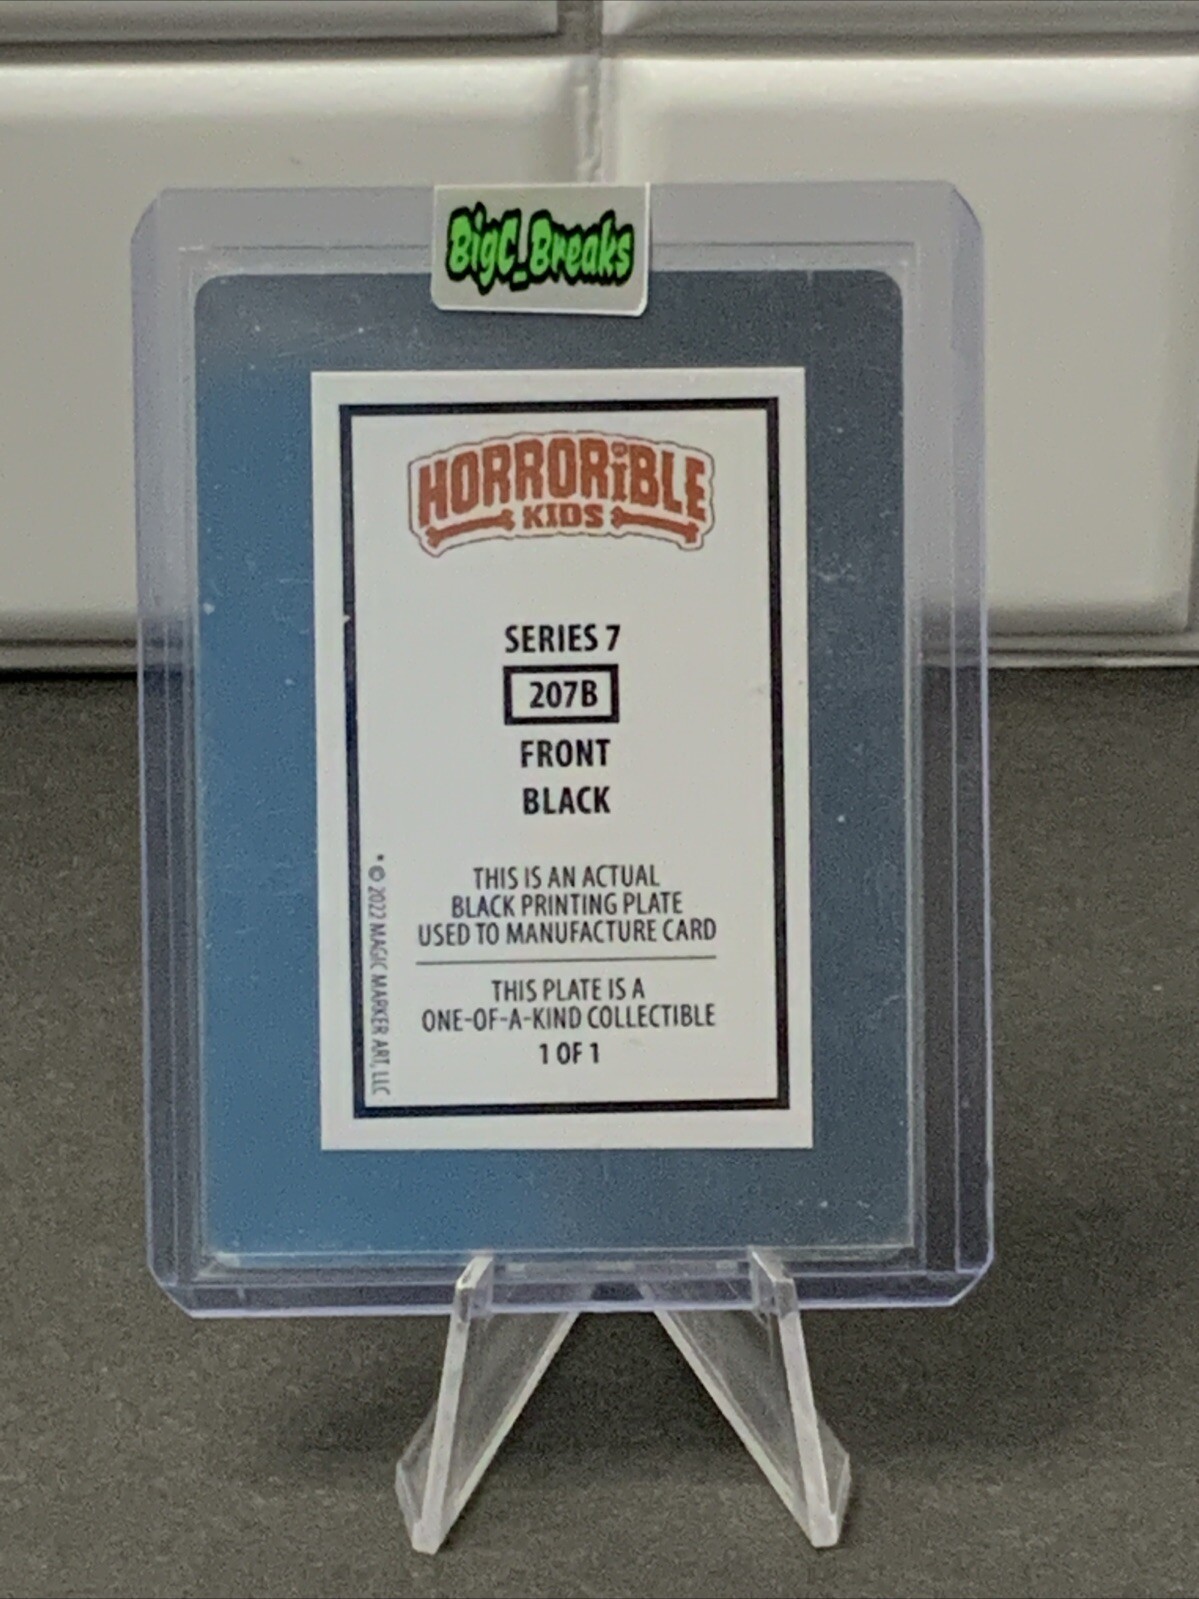 BigC_Breaks
HORRORiBLE
KIDS
SERIES 7
207B
FRONT
BLACK
THIS IS AN ACTUAL
BLACK PRINTING PLATE
USED TO MANUFACTURE CARD
THIS PLATE IS A
ONE-OF-A-KIND COLLECTIBLE
1 OF 1
* © 2022 MAGIC MARKER ART, LLC